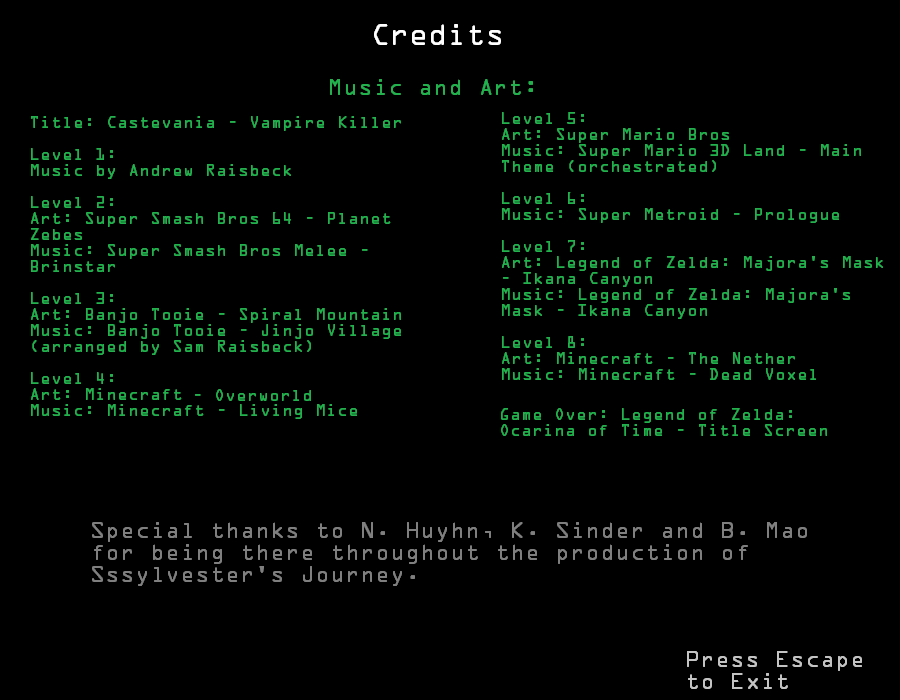 Credits
Music and Art:
Title: Castevania - Vampire Killer
Level 1:
Music by Andrew Raisbeck
Level 2:
Art: Super Smash Bros 64 - Planet
Zebes
Music: Super Smash Bros Melee -
Brinstar
Level 3:
Art: Banjo Tooie - Spiral Mountain
Music: Banjo Tooie - Jinjo Village
(arranged by Sam Raisbeck)
Level 4:
Art: Minecraft - Overworld
Music: Minecraft - Living Mice
Level 5:
Art: Super Mario Bros
Music: Super Mario 3D Land - Main
Theme (orchestrated)
Level 6:
Music: Super Metroid - Prologue
Level 7:
Art: Legend of Zelda: Majora's Mask
- Ikana Canyon
Music: Legend of Zelda: Majora's
Mask - Ikana Canyon
Level 8:
Art: Minecraft - The Nether
Music: Minecraft - Dead Voxel
Game Over: Legend of Zelda:
Ocarina of Time - Title Screen
Special thanks to N. Huyhn, K. Sinder and B. Mao
for being there throughout the production of
Sssylvester's Journey.
Press Escape
to Exit